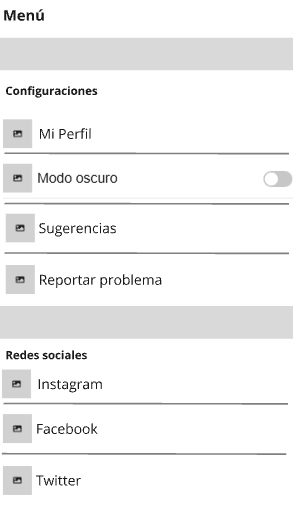 Menú
Configuraciones
Mi Perfil
Modo oscuro
Sugerencias
Reportar problema
Redes sociales
Instagram
Facebook
Twitter